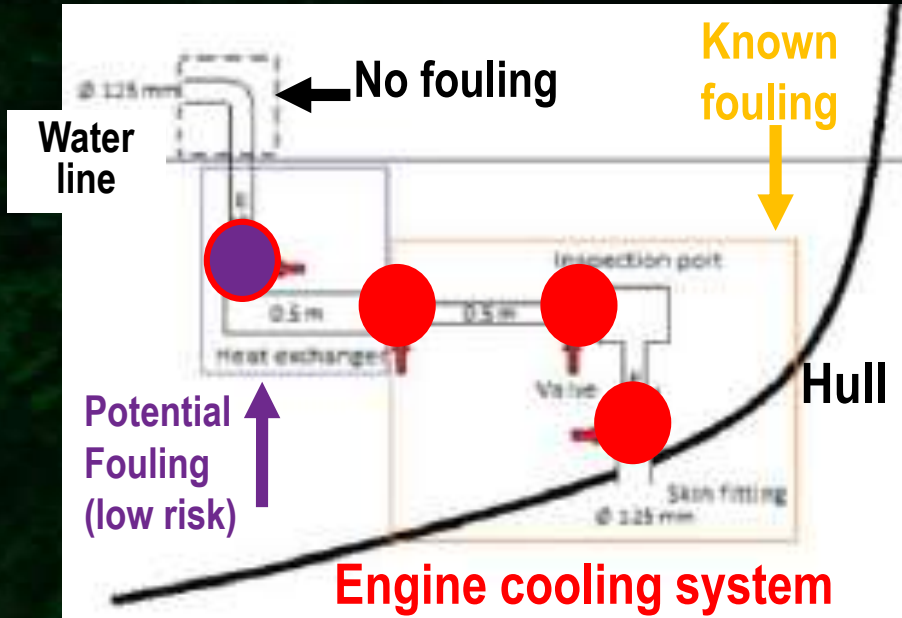 Known
fouling
No fouling
Ø 125 mm
Water
line
Inspection port
0.5 m
0.5 m
Heat exchanger
Valve
Hull
Potential
Fouling
(low risk)
Skin fitting
Ø 125 mm
Engine cooling system